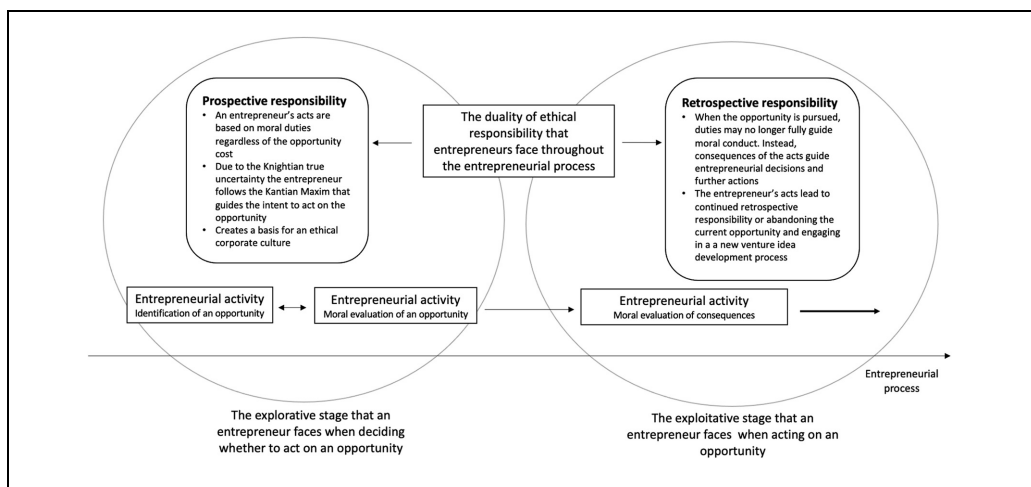 Prospective responsibility
• An entrepreneur's acts are
based on moral duties
regardless of the opportunity
cost
• Due to the Knightian true
uncertainty the entrepreneur
follows the Kantian Maxim that
guides the intent to act on the
opportunity
• Creates a basis for an ethical
corporate culture
The duality of ethical
responsibility that
entrepreneurs face throughout
the entrepreneurial process
Retrospective responsibility
• When the opportunity is pursued,
duties may no longer fully guide
moral conduct. Instead,
consequences of the acts guide
entrepreneurial decisions and
further actions
• The entrepreneur's acts lead to
continued retrospective
responsibility or abandoning the
current opportunity and engaging
in a a new venture idea
development process
Entrepreneurial activity
Identification of an opportunity
Entrepreneurial activity
Moral evaluation of an opportunity
Entrepreneurial activity
Moral evaluation of consequences
Entrepreneurial
process
The explorative stage that an
entrepreneur faces when deciding
whether to act on an opportunity
The exploitative stage that an
entrepreneur faces when acting on an
opportunity